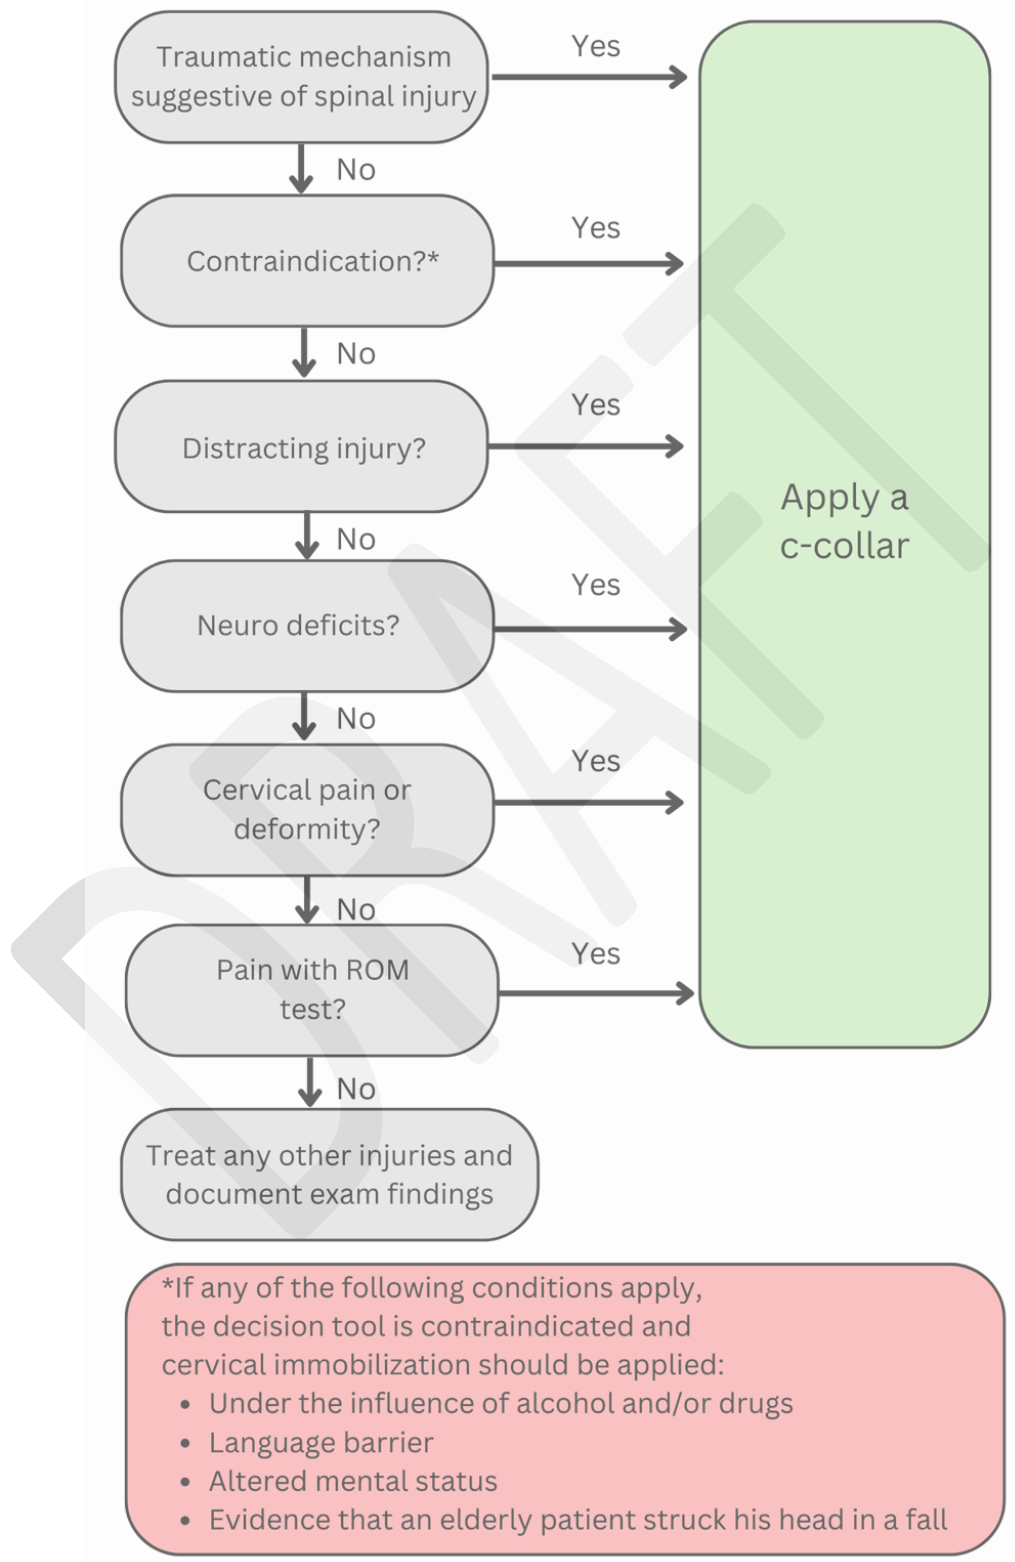 Traumatic mechanism
suggestive of spinal injury
Yes
No
Contraindication?*
Yes
No
Distracting injury?
Yes
No
Neuro deficits?
Yes
No
Cervical pain or
deformity?
Yes
No
Pain with ROM
test?
Yes
No
Treat any other injuries and
document exam findings
Apply a
c-collar
DRAFT
*If any of the following conditions apply,
the decision tool is contraindicated and
cervical immobilization should be applied:
• Under the influence of alcohol and/or drugs
• Language barrier
• Altered mental status
• Evidence that an elderly patient struck his head in a fall